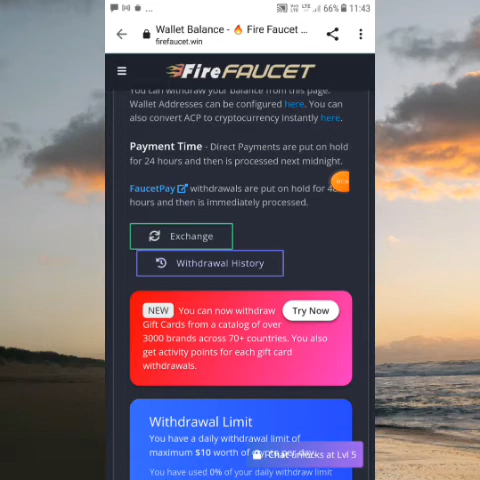 66% 11:43
Wallet Balance - 🔥 Fire Faucet ...
firefaucet.win
Fire FAUCET
You can withdraw your balance from this page.
Wallet Addresses can be configured here. You can
also convert ACP to cryptocurrency instantly here.
Payment Time - Direct Payments are put on hold
for 24 hours and then is processed next midnight.
FaucetPay withdrawals are put on hold for
hours and then is immediately processed.
Exchange
Withdrawal History
NEW You can now withdraw
Try Now
Gift Cards from a catalog of over
3000 brands across 70+ countries. You also
get activity points for each gift card
withdrawals.
Withdrawal Limit
You have a daily withdrawal limit of
maximum $10 worth of crypto per day.
Chat unlocks at Lvl 5
You have used 0% of your daily withdraw limit